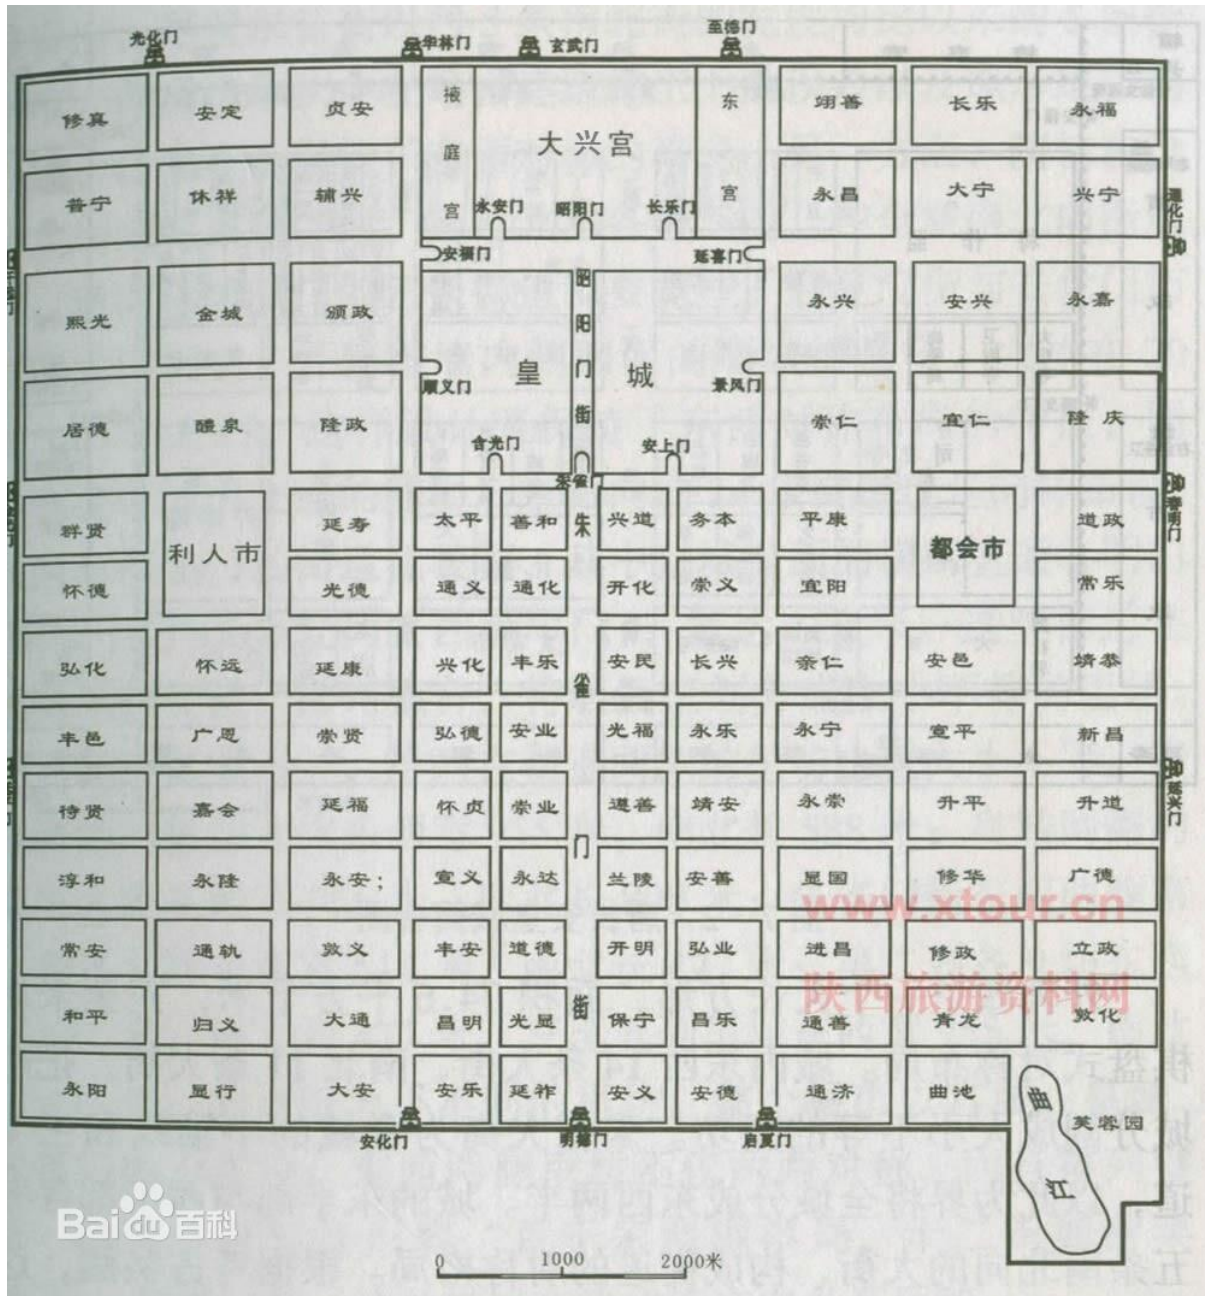 光化门 华林门 玄武门 至德门
修真 安定 贞安 掖庭宫 大兴宫 东宫 翊善 长乐 永福
普宁 休祥 辅兴 永昌 大宁 兴宁
永安门 昭阳门 长乐门
通化门
安福门 延喜门
熙光 金城 颁政 昭阳门街 永兴 安兴 永嘉
皇城
顺义门 景风门
居德 醴泉 隆政 崇仁 宜仁 隆庆
含光门 安上门
朱雀门
春明门
群贤 利人市 延寿 太平 善和 朱雀门街 兴道 务本 平康 都会市 道政
怀德 光德 通义 通化 开化 崇义 宜阳 常乐
弘化 怀远 延康 兴化 丰乐 安民 长兴 亲仁 安邑 靖恭
丰邑 广恩 崇贤 弘德 安业 光福 永乐 永宁 宣平 新昌
延兴门
待贤 嘉会 延福 怀贞 崇业 遵善 靖安 永崇 升平 升道
淳和 永隆 永安; 宣义 永达 兰陵 安善 显国 修华 广德
www.xtour.cn
常安 通轨 敦义 丰安 道德 开明 弘业 进昌 修政 立政
陕西旅游资料网
和平 归义 大通 昌明 光显 保宁 昌乐 通善 青龙 敦化
永阳 显行 大安 安乐 延祚 安义 安德 通济 曲池
曲江 芙蓉园
安化门 明德门 启夏门
Bai du 百科
0 1000 2000米